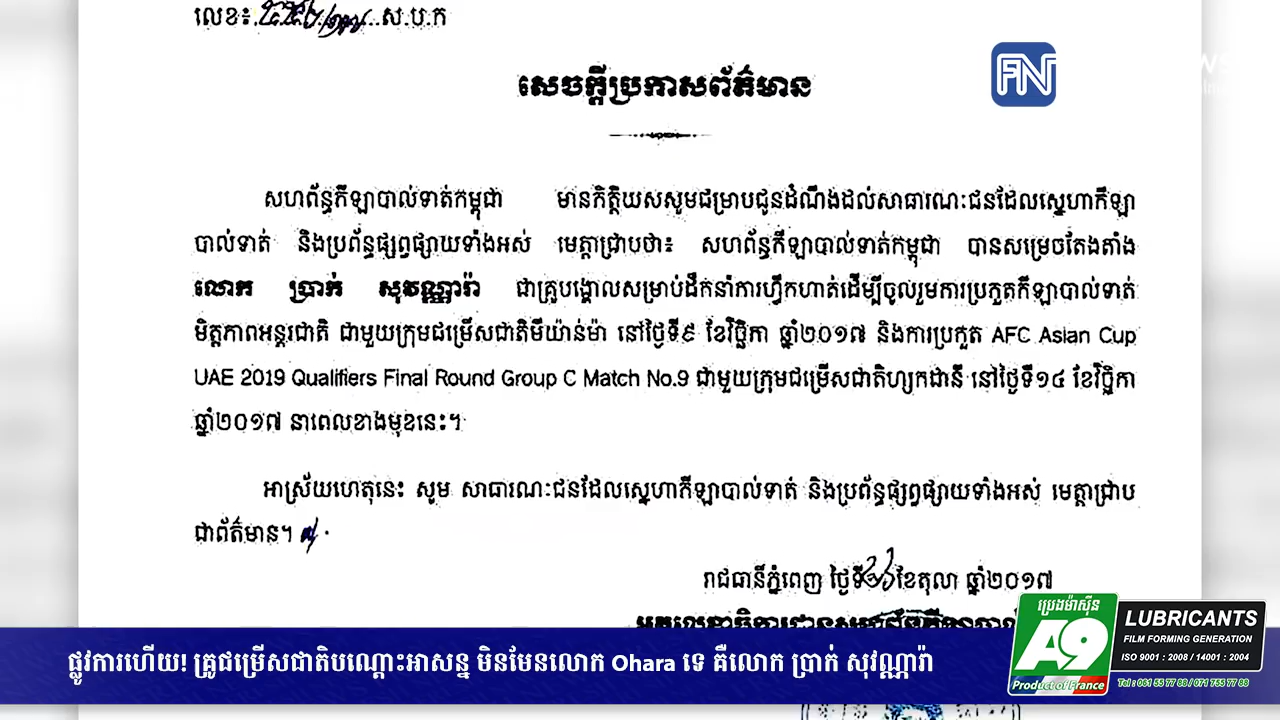 លេខ៖ ស.ប.ក
សេចក្តីប្រកាសព័ត៌មាន
FN
សហព័ន្ធកីឡាបាល់ទាត់កម្ពុជា មានកិត្តិយសសូមជម្រាបជូនដំណឹងដល់សាធារណៈជនដែលស្នេហាកីឡា
បាល់ទាត់ និងប្រព័ន្ធផ្សព្វផ្សាយទាំងអស់ មេត្តាជ្រាបថា៖ សហព័ន្ធកីឡាបាល់ទាត់កម្ពុជា បានសម្រេចតែងតាំង
លោក ប្រាក់ សុវណ្ណារ៉ា ជាគ្រូបង្គោលសម្រាប់ដឹកនាំការហ្វឹកហាត់ដើម្បីចូលរួមការប្រកួតកីឡាបាល់ទាត់
មិត្តភាពអន្តរជាតិ ជាមួយក្រុមជម្រើសជាតិមីយ៉ាន់ម៉ា នៅថ្ងៃទី៩ ខែវិច្ឆិកា ឆ្នាំ២០១៧ និងការប្រកួត AFC Asian Cup
UAE 2019 Qualifiers Final Round Group C Match No.9 ជាមួយក្រុមជម្រើសជាតិហ្សកដានី នៅថ្ងៃទី១៤ ខែវិច្ឆិកា
ឆ្នាំ២០១៧ នាពេលខាងមុខនេះ។
អាស្រ័យហេតុនេះ សូម សាធារណៈជនដែលស្នេហាកីឡាបាល់ទាត់ និងប្រព័ន្ធផ្សព្វផ្សាយទាំងអស់ មេត្តាជ្រាប
ជាព័ត៌មាន។
រាជធានីភ្នំពេញ ថ្ងៃទី ខែតុលា ឆ្នាំ២០១៧
ផ្លូវការហើយ! គ្រូជម្រើសជាតិបណ្តោះអាសន្ន មិនមែនលោក Ohara ទេ គឺលោក ប្រាក់ សុវណ្ណារ៉ា
ប្រេងម៉ាស៊ីន
A9
Product of France
LUBRICANTS
FILM FORMING GENERATION
ISO 9001 : 2008 / 14001 : 2004
Tel : 061 55 77 88 / 071 755 77 88